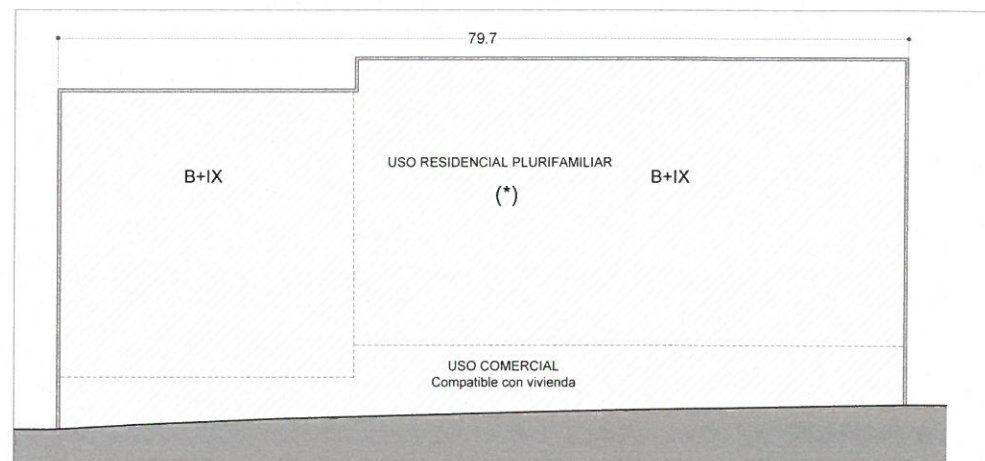 79.7
B+IX
USO RESIDENCIAL PLURIFAMILIAR
(*)
B+IX
USO COMERCIAL
Compatible con vivienda